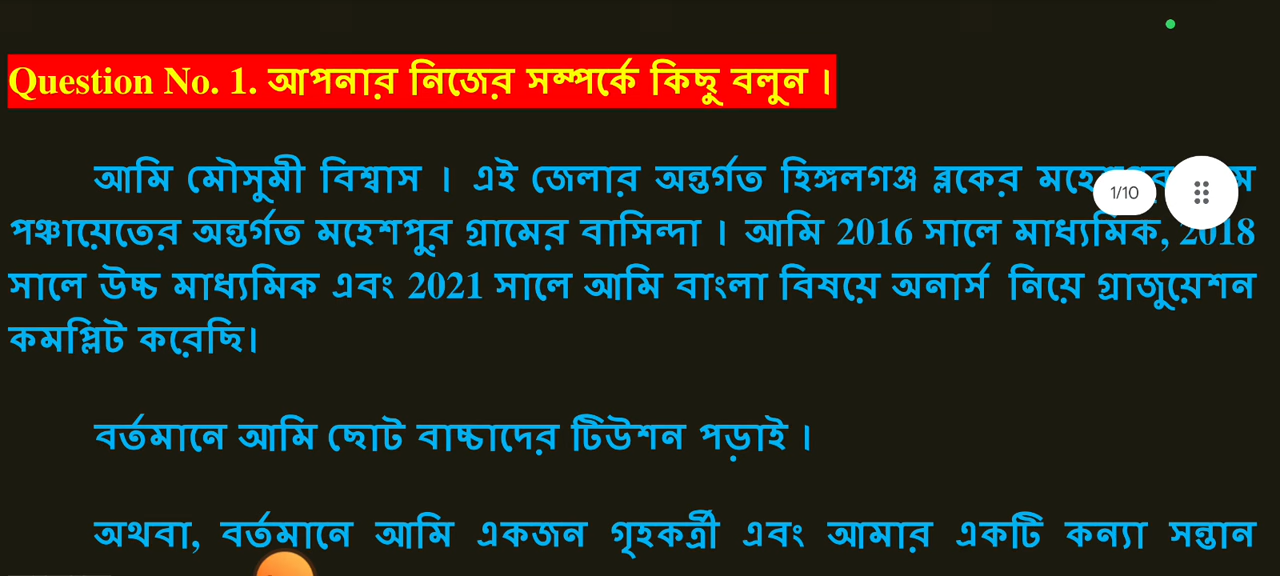 Question No. 1. আপনার নিজের সম্পর্কে কিছু বলুন ।
আমি মৌসুমী বিশ্বাস । এই জেলার অন্তর্গত হিঙ্গলগঞ্জ ব্লকের
1/10
পঞ্চায়েতের অন্তর্গত মহেশপুর গ্রামের বাসিন্দা । আমি 2016 সালে মাধ্যমিক, 2018
সালে উচ্চ মাধ্যমিক এবং 2021 সালে আমি বাংলা বিষয়ে অনার্স নিয়ে গ্রাজুয়েশন
কমপ্লিট করেছি।
বর্তমানে আমি ছোট বাচ্চাদের টিউশন পড়াই ।
অথবা, বর্তমানে আমি একজন গৃহকর্ত্রী এবং আমার একটি কন্যা সন্তান